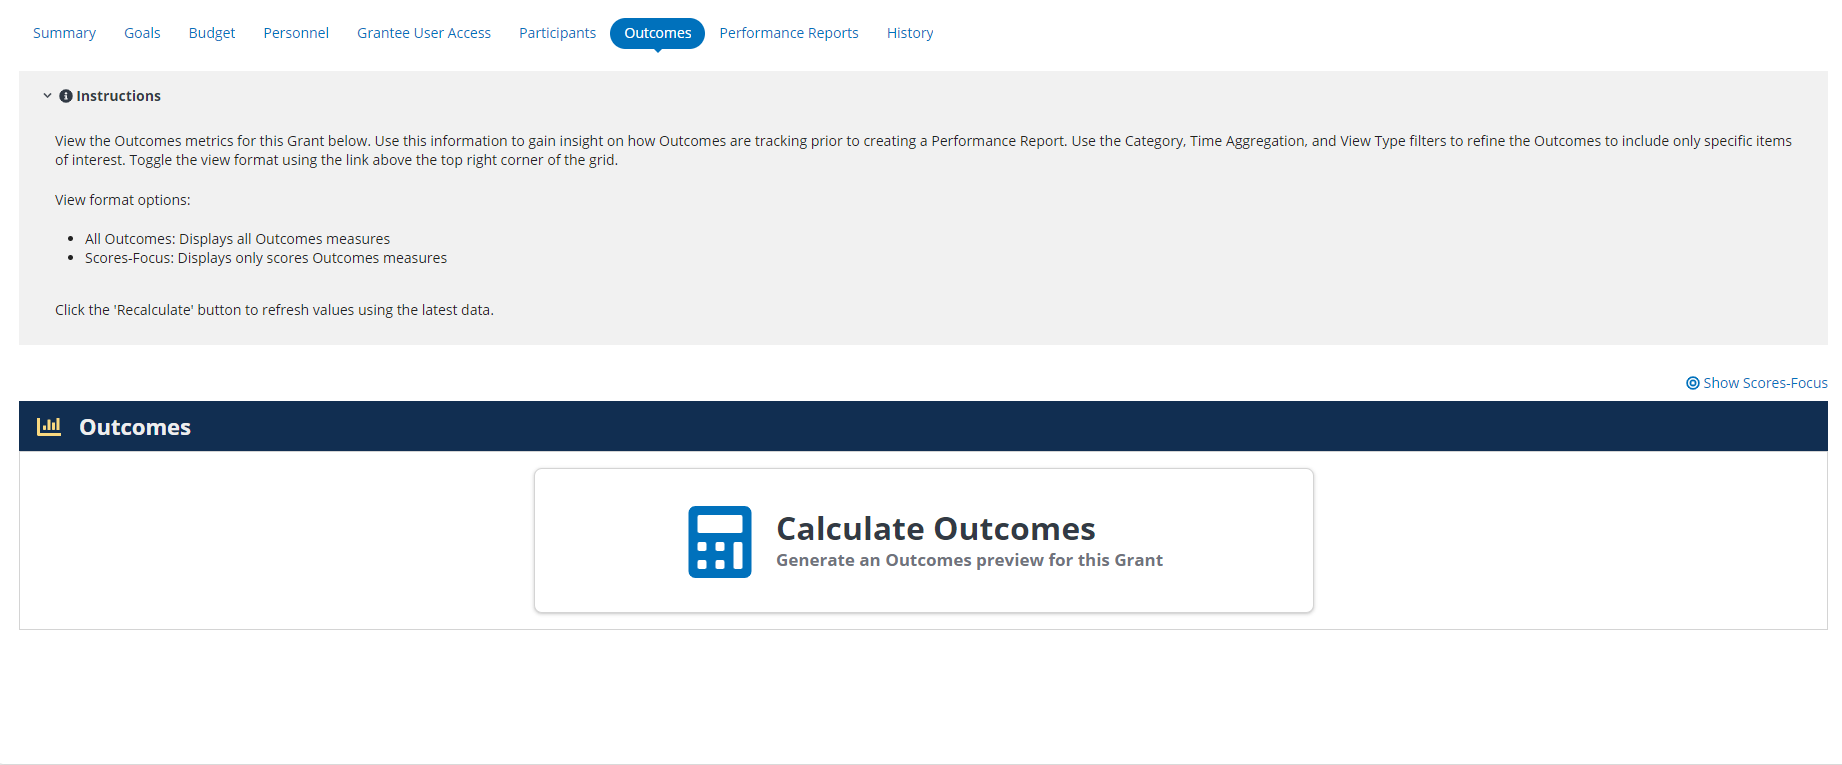 Summary Goals Budget Personnel Grantee User Access Participants Outcomes Performance Reports History
Instructions
View the Outcomes metrics for this Grant below. Use this information to gain insight on how Outcomes are tracking prior to creating a Performance Report. Use the Category, Time Aggregation, and View Type filters to refine the Outcomes to include only specific items
of interest. Toggle the view format using the link above the top right corner of the grid.
View format options:
• All Outcomes: Displays all Outcomes measures
• Scores-Focus: Displays only scores Outcomes measures
Click the 'Recalculate' button to refresh values using the latest data.
Show Scores-Focus
Outcomes
Calculate Outcomes
Generate an Outcomes preview for this Grant